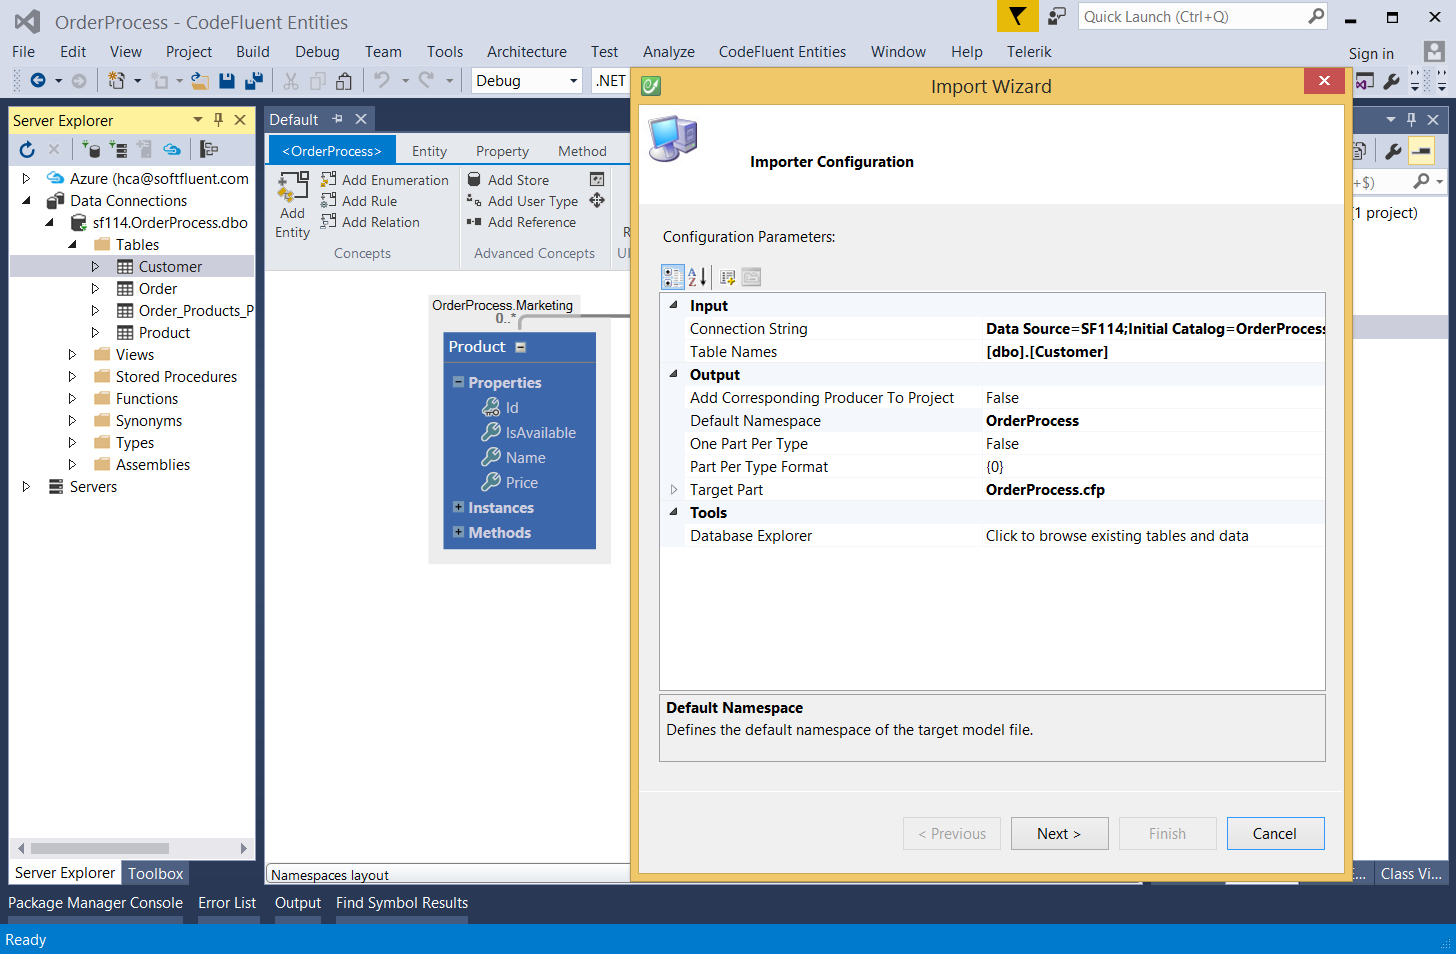 OrderProcess - CodeFluent Entities
Quick Launch (Ctrl+Q)
File Edit View Project Build Debug Team Tools Architecture Test Analyze CodeFluent Entities Window Help Telerik Sign in
Debug .NET
Server Explorer
Azure (hca@softfluent.com
Data Connections
sf114.OrderProcess.dbo
Tables
Customer
Order
Order_Products_P
Product
Views
Stored Procedures
Functions
Synonyms
Types
Assemblies
Servers
Server Explorer Toolbox
Default
<OrderProcess> Entity Property Method
Add Entity
Add Enumeration
Add Rule
Add Relation
Concepts
Add Store
Add User Type
Add Reference
Advanced Concepts
R
UI
OrderProcess.Marketing
0..*
Product
Properties
Id
IsAvailable
Name
Price
Instances
Methods
Namespaces layout
Import Wizard
Importer Configuration
Configuration Parameters:
Input
Connection String Data Source=SF114;Initial Catalog=OrderProcess
Table Names [dbo].[Customer]
Output
Add Corresponding Producer To Project False
Default Namespace OrderProcess
One Part Per Type False
Part Per Type Format {0}
Target Part OrderProcess.cfp
Tools
Database Explorer Click to browse existing tables and data
Default Namespace
Defines the default namespace of the target model file.
< Previous Next > Finish Cancel
+$)
(1 project)
E... Class Vi...
Package Manager Console Error List Output Find Symbol Results
Ready